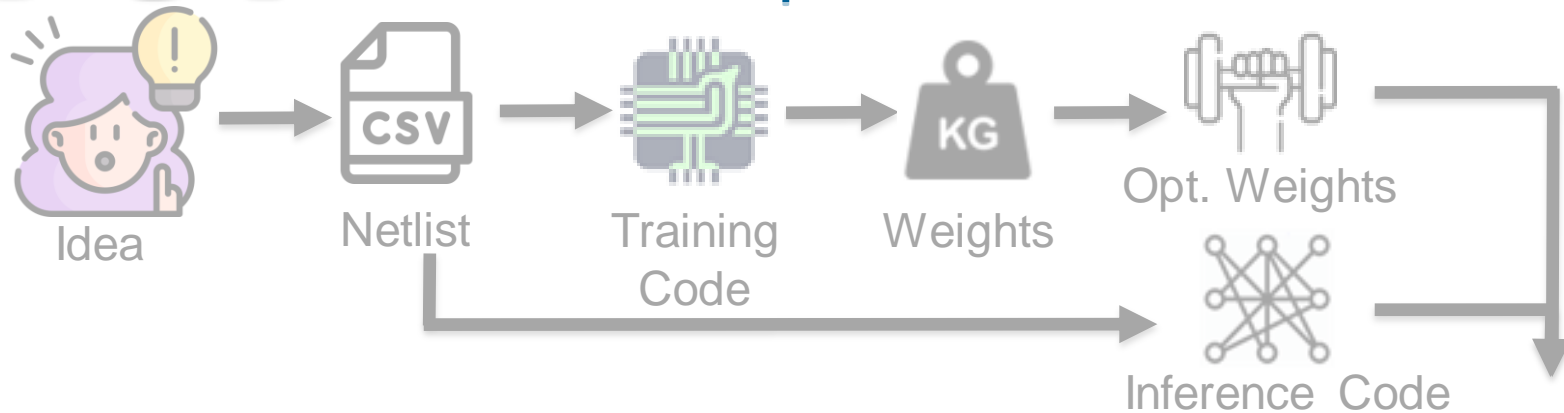 CSV
KG
Opt. Weights
Idea
Netlist
Training
Code
Weights
Inference Code